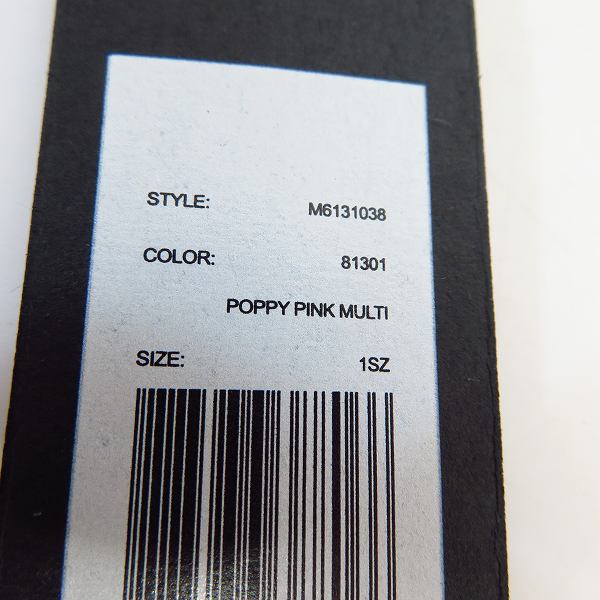 STYLE: M6131038
COLOR: 81301
POPPY PINK MULTI
SIZE: 1SZ